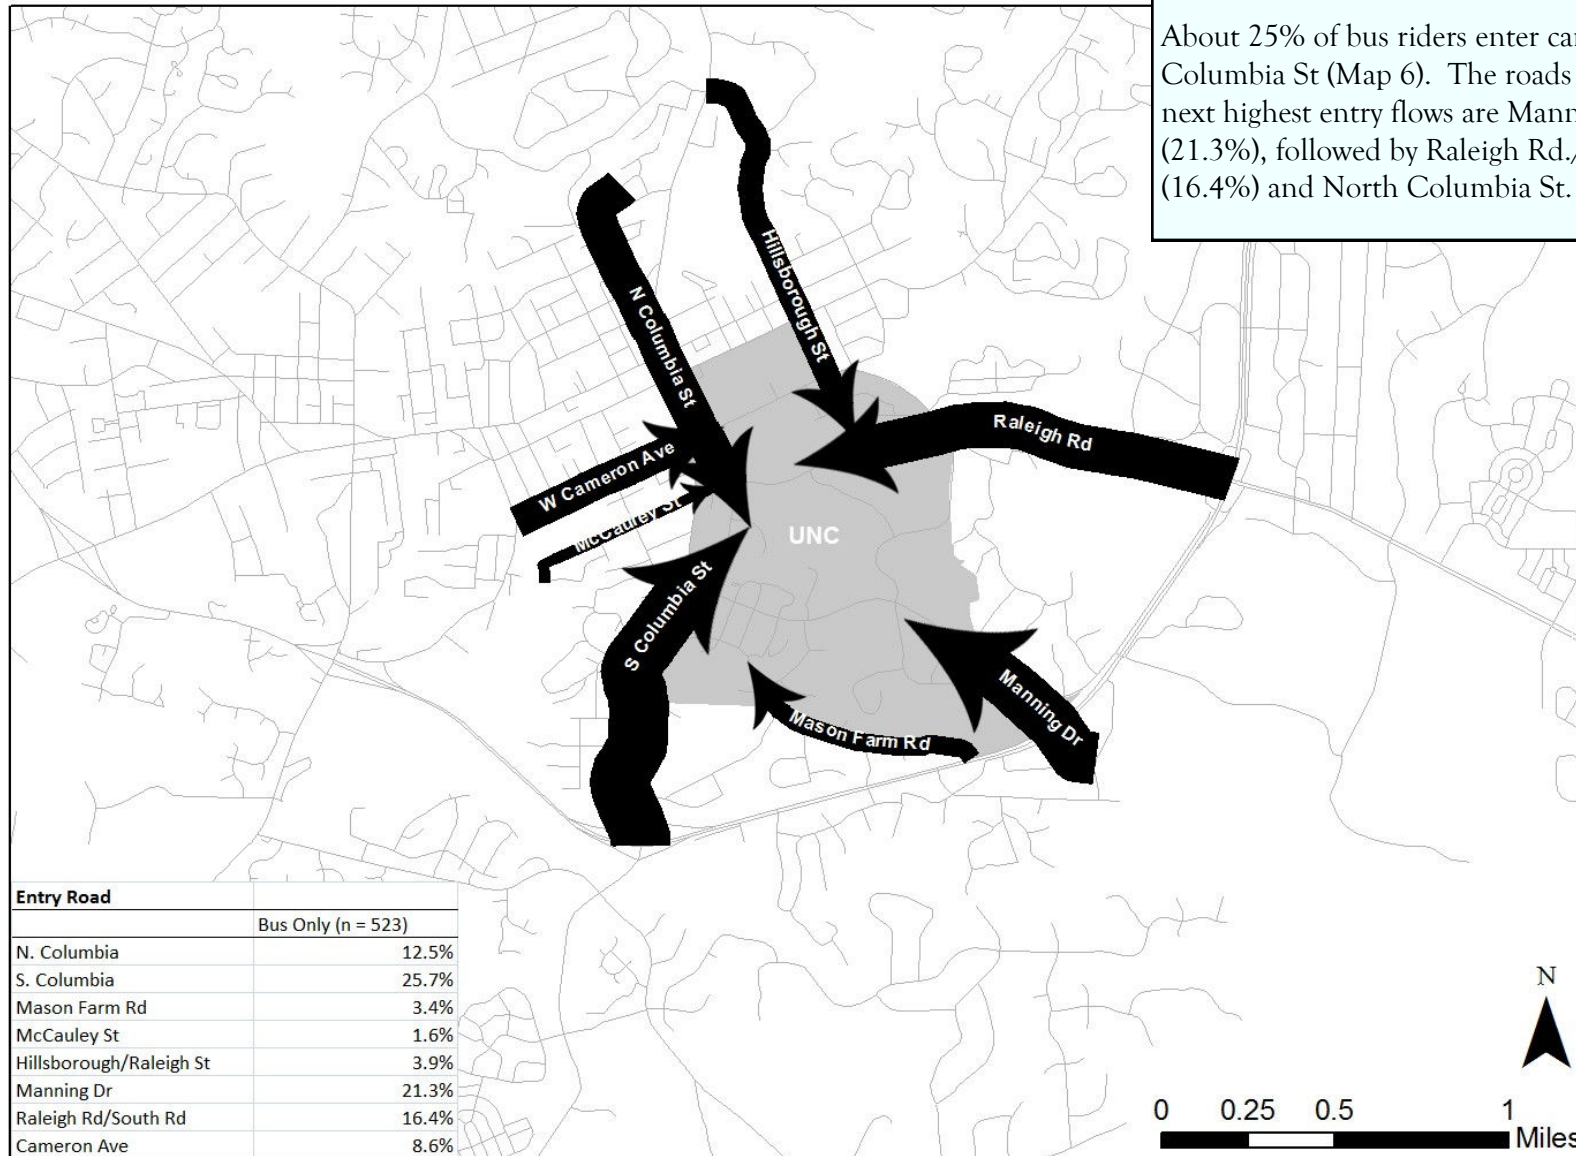 About 25% of bus riders enter
Columbia St (Map 6). The roads
next highest entry flows are
(21.3%), followed by Raleigh Rd./
(16.4%) and North Columbia St.
Hillsborough St
N Columbia St
Raleigh Rd
W Cameron Ave
McCauley St
UNC
S Columbia St
Manning Dr
Mason Farm Rd
Entry Road
Bus Only (n = 523)
N. Columbia 12.5%
S. Columbia 25.7%
Mason Farm Rd 3.4%
McCauley St 1.6%
Hillsborough/Raleigh St 3.9%
Manning Dr 21.3%
Raleigh Rd/South Rd 16.4%
Cameron Ave 8.6%
N
0 0.25 0.5 1
Miles